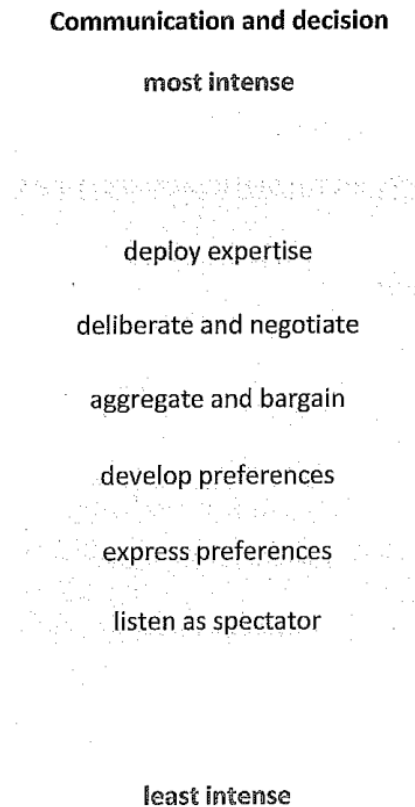 Communication and decision
most intense
deploy expertise
deliberate and negotiate
aggregate and bargain
develop preferences
express preferences
listen as spectator
least intense